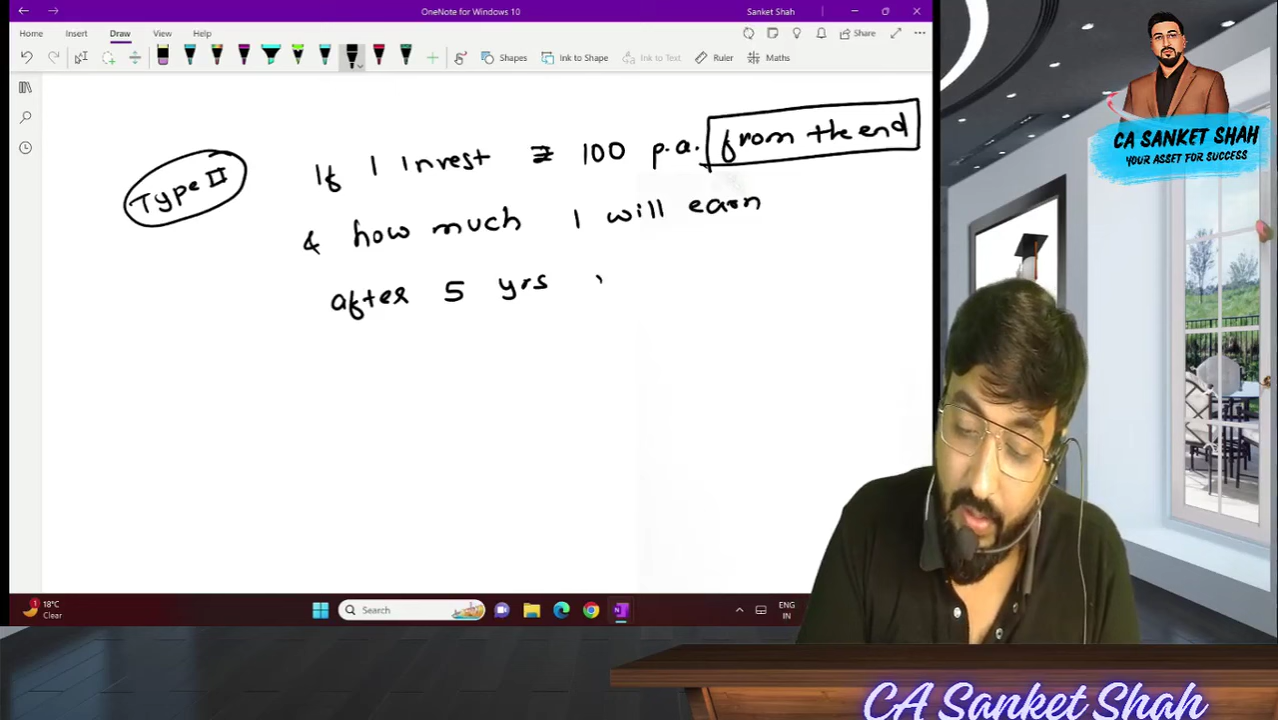 OneNote for Windows 10
Sanket Shah
Home Insert Draw View Help
Share
Shapes Ink to Shape Ink to Text Ruler Maths
CA SANKET SHAH
YOUR ASSET FOR SUCCESS
Type II
If I invest ₹ 100 p.a. from the end
& how much I will earn
after 5 yrs
1
18°C
Clear
Search
ENG
IN
CA Sanket Shah